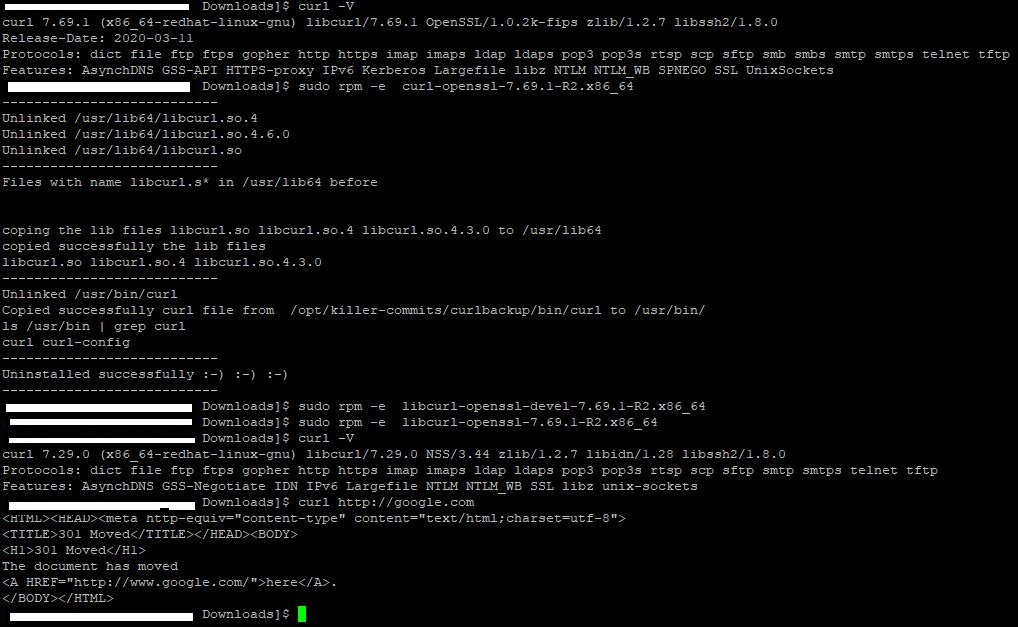 Downloads]$ curl -V
curl 7.69.1 (x86_64-redhat-linux-gnu) libcurl/7.69.1 OpenSSL/1.0.2k-fips zlib/1.2.7 libssh2/1.8.0
Release-Date: 2020-03-11
Protocols: dict file ftp ftps gopher http https imap imaps ldap ldaps pop3 pop3s rtsp scp sftp smb smbs smtp smtps telnet tftp
Features: AsynchDNS GSS-API HTTPS-proxy IPv6 Kerberos Largefile libz NTLM NTLM_WB SPNEGO SSL UnixSockets
Downloads]$ sudo rpm -e  curl-openssl-7.69.1-R2.x86_64
---------------------------
Unlinked /usr/lib64/libcurl.so.4
Unlinked /usr/lib64/libcurl.so.4.6.0
Unlinked /usr/lib64/libcurl.so
---------------------------
Files with name libcurl.s* in /usr/lib64 before
coping the lib files libcurl.so libcurl.so.4 libcurl.so.4.3.0 to /usr/lib64
copied successfully the lib files
libcurl.so libcurl.so.4 libcurl.so.4.3.0
---------------------------
Unlinked /usr/bin/curl
Copied successfully curl file from  /opt/killer-commits/curlbackup/bin/curl to /usr/bin/
ls /usr/bin | grep curl
curl curl-config
---------------------------
Uninstalled successfully :-) :-) :-)
---------------------------
Downloads]$ sudo rpm -e  libcurl-openssl-devel-7.69.1-R2.x86_64
Downloads]$ sudo rpm -e  libcurl-openssl-7.69.1-R2.x86_64
Downloads]$ curl -V
curl 7.29.0 (x86_64-redhat-linux-gnu) libcurl/7.29.0 NSS/3.44 zlib/1.2.7 libidn/1.28 libssh2/1.8.0
Protocols: dict file ftp ftps gopher http https imap imaps ldap ldaps pop3 pop3s rtsp scp sftp smtp smtps telnet tftp
Features: AsynchDNS GSS-Negotiate IDN IPv6 Largefile NTLM NTLM_WB SSL libz unix-sockets
Downloads]$ curl http://google.com
<HTML><HEAD><meta http-equiv="content-type" content="text/html;charset=utf-8">
<TITLE>301 Moved</TITLE></HEAD><BODY>
<H1>301 Moved</H1>
The document has moved
<A HREF="http://www.google.com/">here</A>.
</BODY></HTML>
Downloads]$